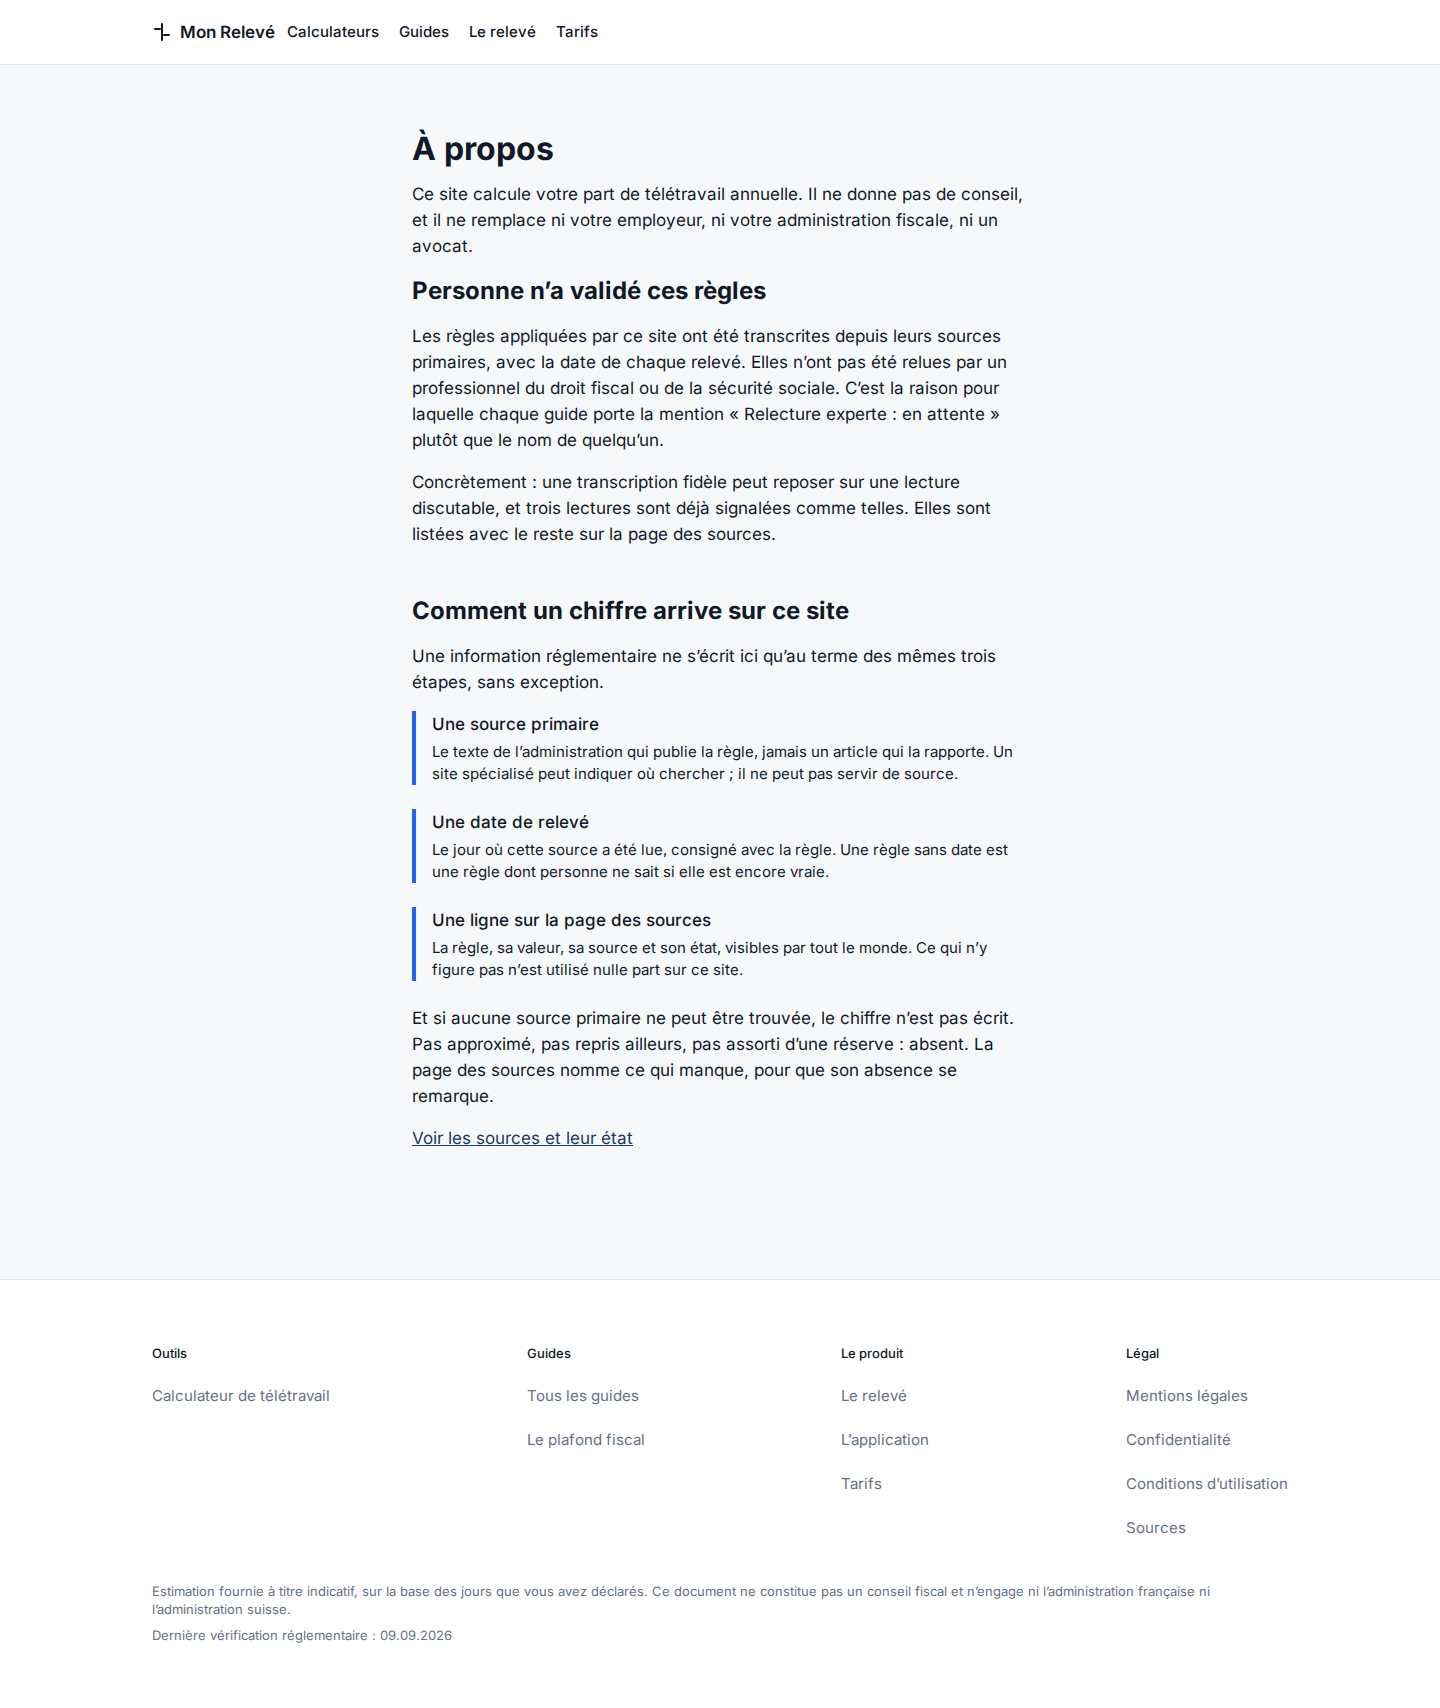 Mon Relevé Calculateurs Guides Le relevé Tarifs
À propos
Ce site calcule votre part de télétravail annuelle. Il ne donne pas de conseil,
et il ne remplace ni votre employeur, ni votre administration fiscale, ni un
avocat.
Personne n’a validé ces règles
Les règles appliquées par ce site ont été transcrites depuis leurs sources
primaires, avec la date de chaque relevé. Elles n’ont pas été relues par un
professionnel du droit fiscal ou de la sécurité sociale. C’est la raison pour
laquelle chaque guide porte la mention « Relecture experte : en attente »
plutôt que le nom de quelqu’un.
Concrètement : une transcription fidèle peut reposer sur une lecture
discutable, et trois lectures sont déjà signalées comme telles. Elles sont
listées avec le reste sur la page des sources.
Comment un chiffre arrive sur ce site
Une information réglementaire ne s’écrit ici qu’au terme des mêmes trois
étapes, sans exception.
Une source primaire
Le texte de l’administration qui publie la règle, jamais un article qui la rapporte. Un
site spécialisé peut indiquer où chercher ; il ne peut pas servir de source.
Une date de relevé
Le jour où cette source a été lue, consigné avec la règle. Une règle sans date est
une règle dont personne ne sait si elle est encore vraie.
Une ligne sur la page des sources
La règle, sa valeur, sa source et son état, visibles par tout le monde. Ce qui n’y
figure pas n’est utilisé nulle part sur ce site.
Et si aucune source primaire ne peut être trouvée, le chiffre n’est pas écrit.
Pas approximé, pas repris ailleurs, pas assorti d’une réserve : absent. La
page des sources nomme ce qui manque, pour que son absence se
remarque.
Voir les sources et leur état
Outils
Calculateur de télétravail
Guides
Tous les guides
Le plafond fiscal
Le produit
Le relevé
L’application
Tarifs
Légal
Mentions légales
Confidentialité
Conditions d’utilisation
Sources
Estimation fournie à titre indicatif, sur la base des jours que vous avez déclarés. Ce document ne constitue pas un conseil fiscal et n’engage ni l’administration française ni
l’administration suisse.
Dernière vérification réglementaire : 09.09.2026